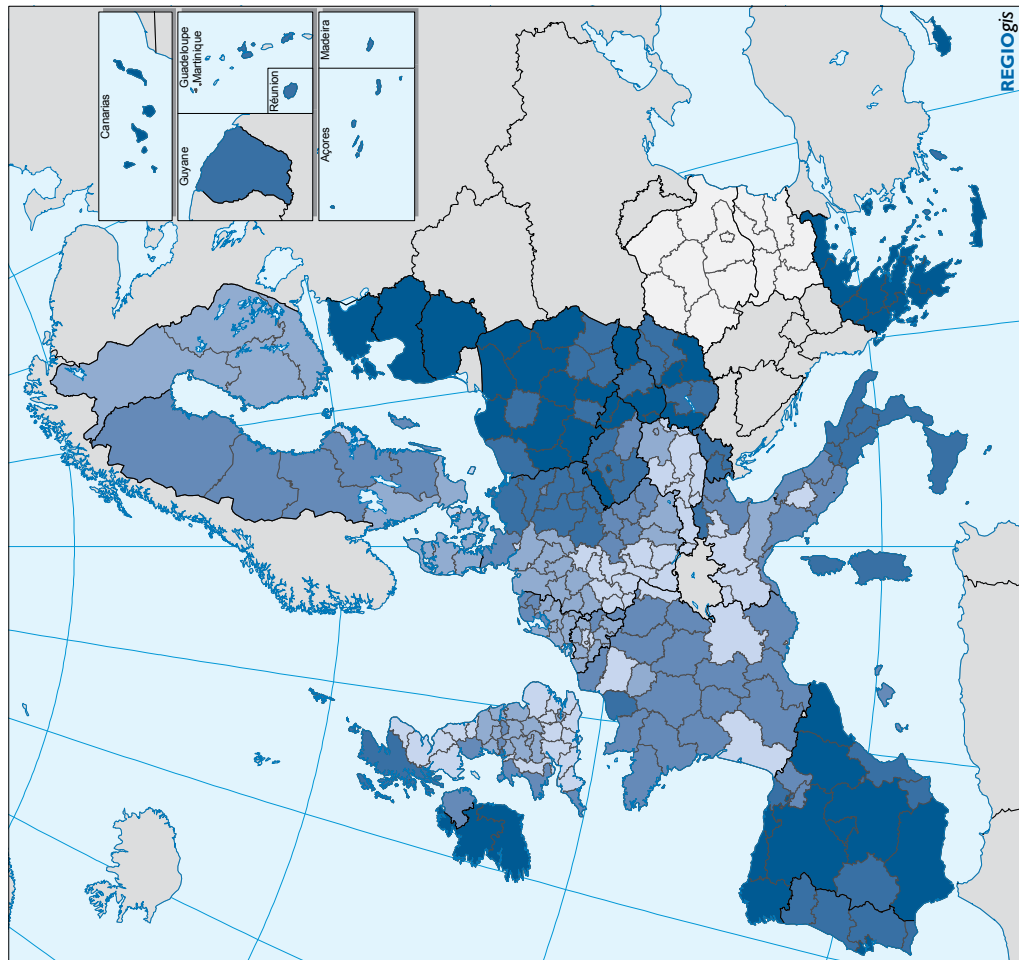 Canarias
Guyane
Guadeloupe
Martinique
Réunion
Açores
Madeira
REGIOgis